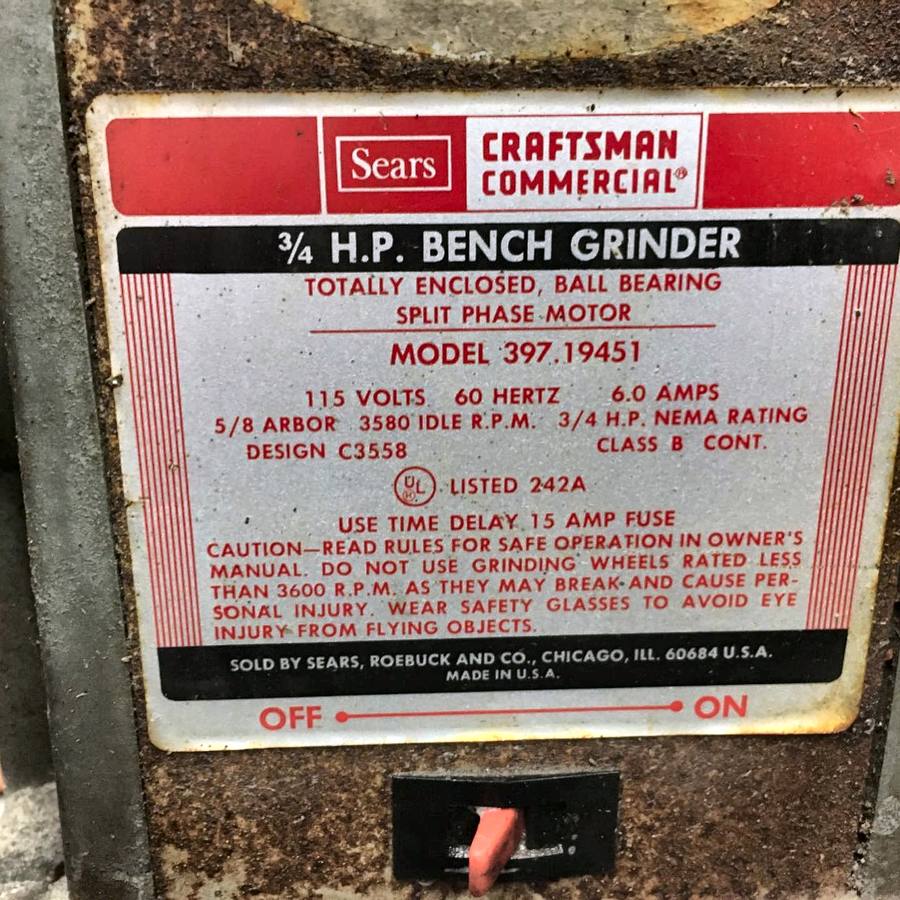 Sears
CRAFTSMAN
COMMERCIAL®
3/4 H.P. BENCH GRINDER
TOTALLY ENCLOSED, BALL BEARING
SPLIT PHASE MOTOR
MODEL 397.19451
115 VOLTS 60 HERTZ 6.0 AMPS
5/8 ARBOR 3580 IDLE R.P.M. 3/4 H.P. NEMA RATING
DESIGN C3558 CLASS B CONT.
UL LISTED 242A
USE TIME DELAY 15 AMP FUSE
CAUTION—READ RULES FOR SAFE OPERATION IN OWNER'S
MANUAL. DO NOT USE GRINDING WHEELS RATED LESS
THAN 3600 R.P.M. AS THEY MAY BREAK AND CAUSE PER-
SONAL INJURY. WEAR SAFETY GLASSES TO AVOID EYE
INJURY FROM FLYING OBJECTS.
SOLD BY SEARS, ROEBUCK AND CO., CHICAGO, ILL. 60684 U.S.A.
MADE IN U.S.A.
OFF ON